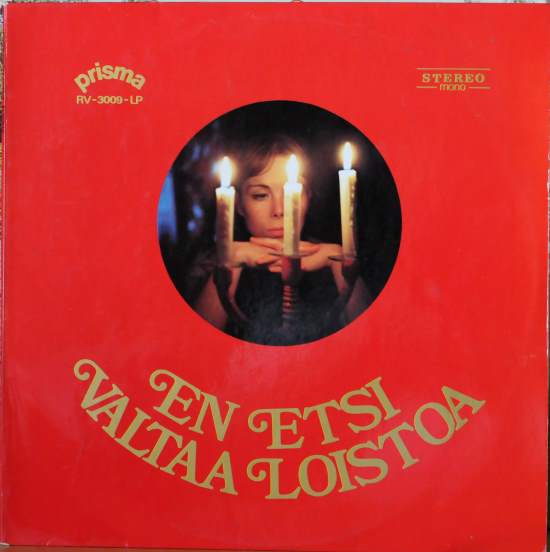 prisma
RV-3009-LP
STEREO
mono
EN ETSI
VALTAA LOISTOA